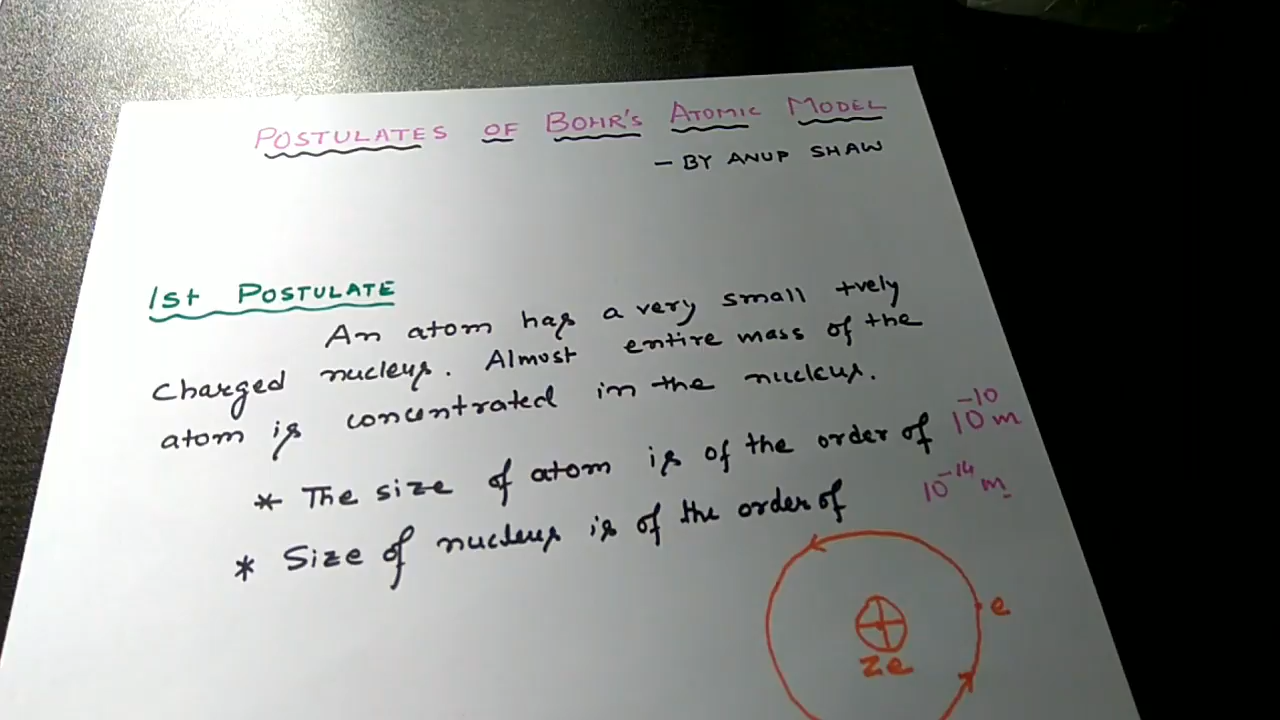 POSTULATES OF BOHR'S ATOMIC MODEL
- BY ANUP SHAW
1st POSTULATE
An atom has a very small +vely
charged nucleus. Almost entire mass of the
atom is concentrated in the nucleus.
* The size of atom is of the order of 10⁻¹⁰ m
* Size of nucleus is of the order of 10⁻¹⁴ m.
e
ze